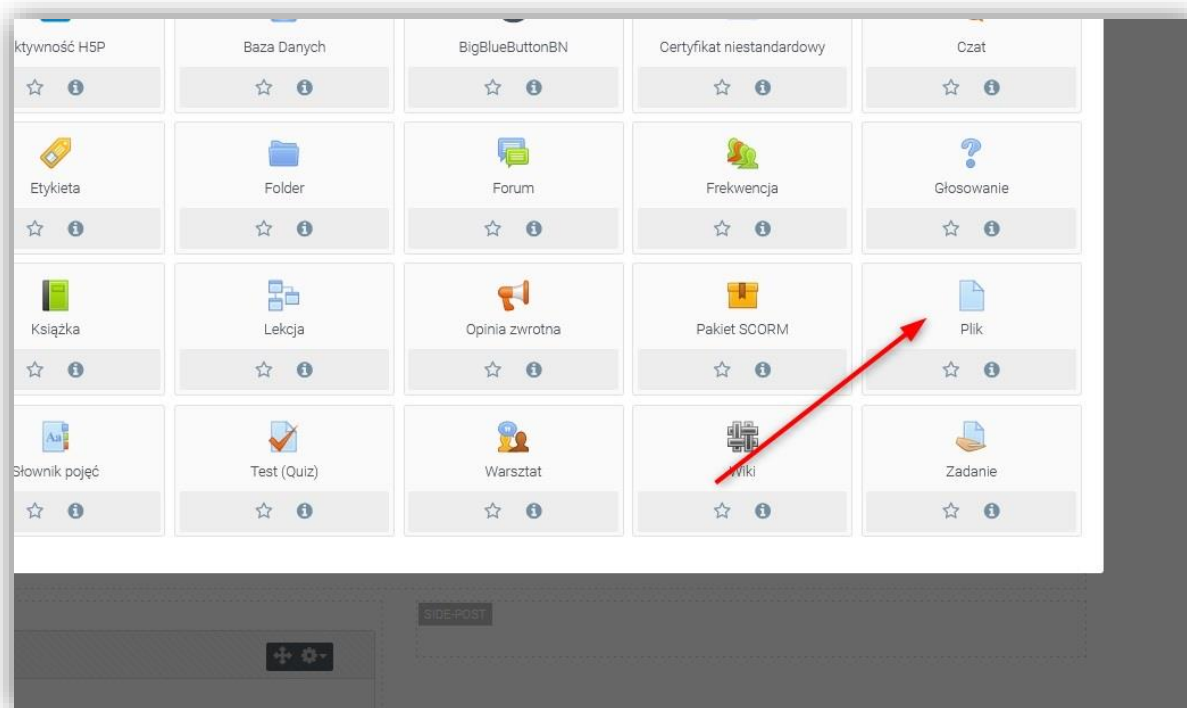 ktywność H5P
Baza Danych
BigBlueButtonBN
Certyfikat niestandardowy
Czat
Etykieta
Folder
Forum
Frekwencja
Głosowanie
Książka
Lekcja
Opinia zwrotna
Pakiet SCORM
Plik
Aa
Słownik pojęć
Test (Quiz)
Warsztat
Wiki
Zadanie
SIDE-POST